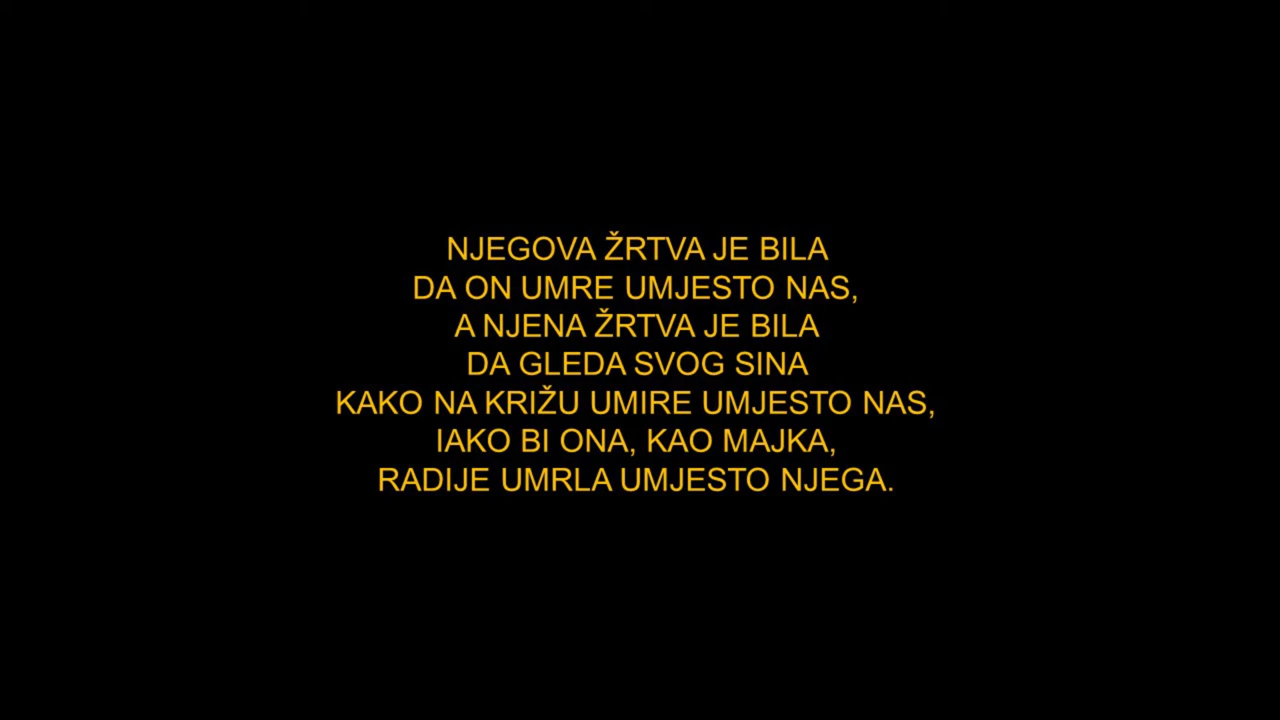 NJEGOVA ŽRTVA JE BILA
DA ON UMRE UMJESTO NAS,
A NJENA ŽRTVA JE BILA
DA GLEDA SVOG SINA
KAKO NA KRIŽU UMIRE UMJESTO NAS,
IAKO BI ONA, KAO MAJKA,
RADIJE UMRLA UMJESTO NJEGA.